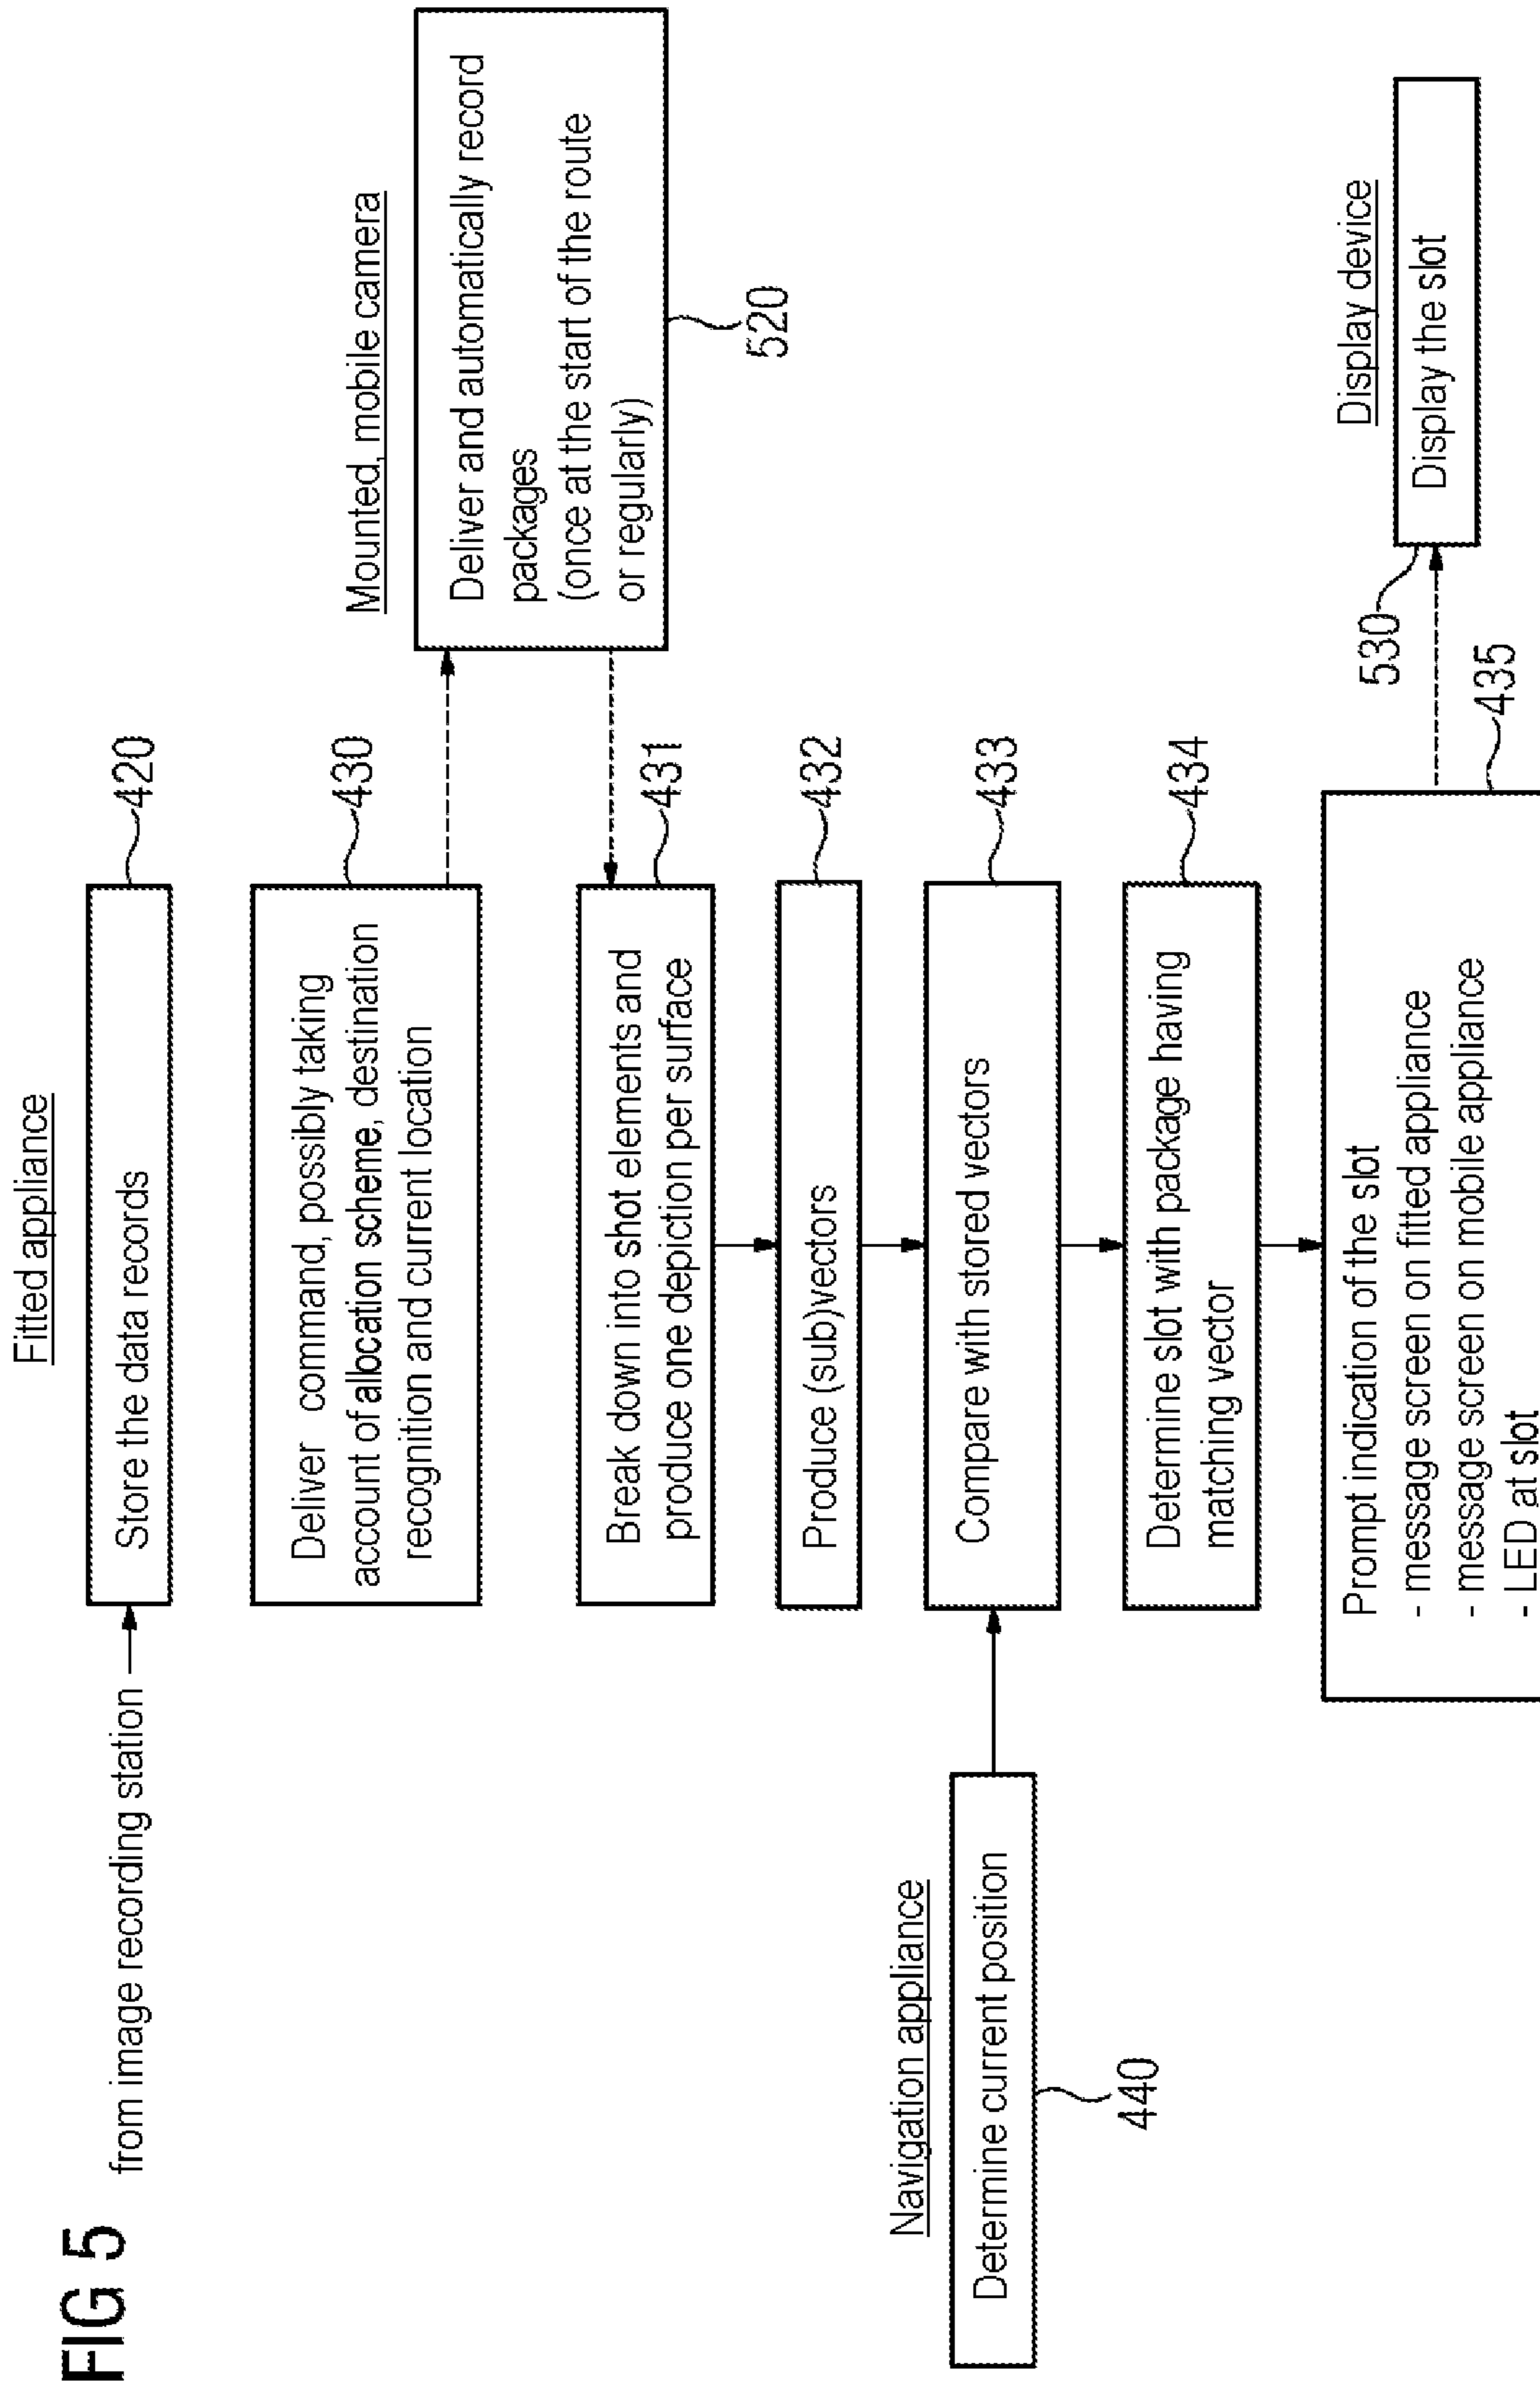 FIG 5
Fitted appliance
from image recording station
Store the data records
420
Deliver command, possibly taking
account of allocation scheme, destination
recognition and current location
430
Mounted, mobile camera
Deliver and automatically record
packages
(once at the start of the route
or regularly)
520
Break down into shot elements and
produce one depiction per surface
431
Produce (sub)vectors
432
Navigation appliance
Determine current position
440
Compare with stored vectors
433
Determine slot with package having
matching vector
434
Prompt indication of the slot
- message screen on fitted appliance
- message screen on mobile appliance
- LED at slot
435
Display device
Display the slot
530